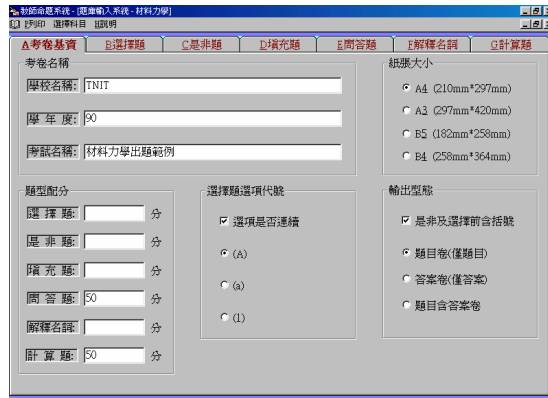 教師命題系統 - [題庫輸入系統 - 材料力學]
P列印 選擇科目 H說明
A考卷基資 B選擇題 C是非題 D填充題 E問答題 F解釋名詞 G計算題
考卷名稱
學校名稱: TNIT
學 年 度: 90
考試名稱: 材料力學出題範例
紙張大小
A4 (210mm*297mm)
A3 (297mm*420mm)
B5 (182mm*258mm)
B4 (258mm*364mm)
題型配分
選 擇 題: 分
是 非 題: 分
填 充 題: 分
問 答 題: 50 分
解釋名詞: 分
計 算 題: 50 分
選擇題選項代號
選項是否連續
(A)
(a)
(1)
輸出型態
是非及選擇前含括號
題目卷(僅題目)
答案卷(僅答案)
題目含答案卷